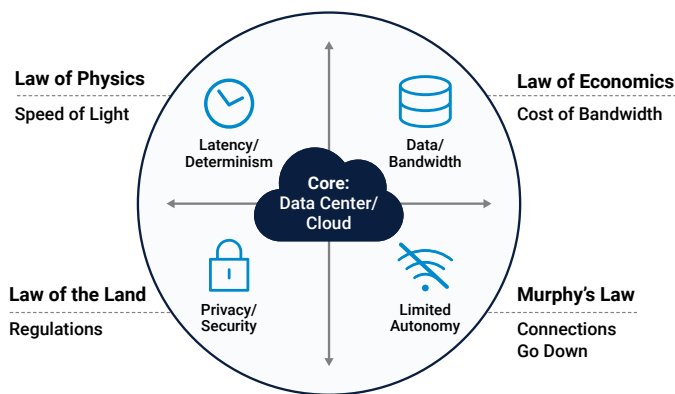 Law of Physics
Speed of Light
Latency/
Determinism
Data/
Bandwidth
Law of Economics
Cost of Bandwidth
Core:
Data Center/
Cloud
Law of the Land
Regulations
Privacy/
Security
Limited
Autonomy
Murphy’s Law
Connections
Go Down